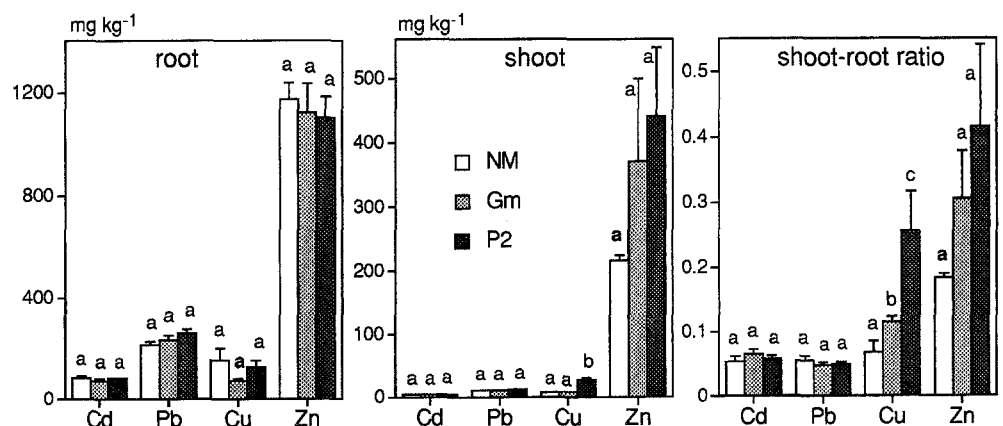 mg kg-1
root
1200
800
400
0
a a a
a a a
a a a
a a a
Cd Pb Cu Zn
mg kg-1
shoot
500
400
300
200
100
0
NM
Gm
P2
a a a
a a a
a a b
a a a
Cd Pb Cu Zn
shoot-root ratio
0.5
0.4
0.3
0.2
0.1
0
a a a
a a a
a b c
a a a
Cd Pb Cu Zn